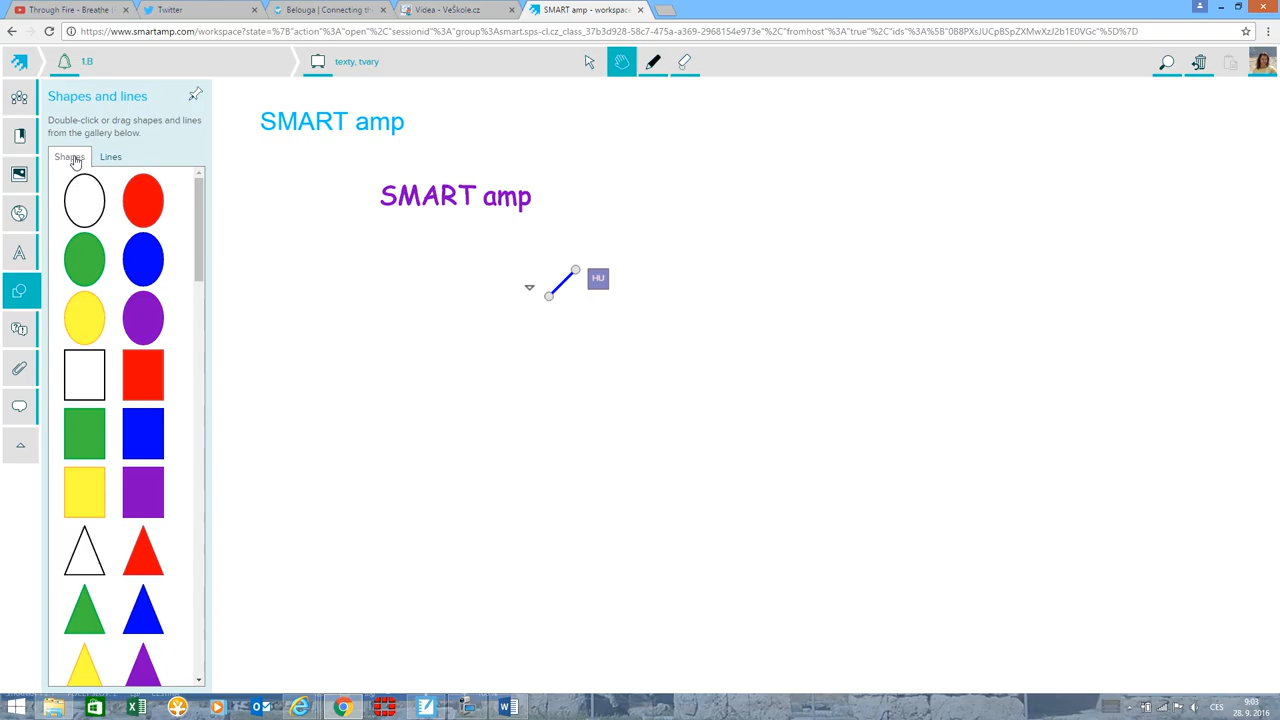 Through Fire - Breathe (
Twitter
Belouga | Connecting the
Videa - VeŠkole.cz
SMART amp - workspace
https://www.smartamp.com/workspace?state=%7B"action"%3A"open"%2C"sessionid"%3A"group%3Asmart.sps-cl.cz_class_37b3d928-58c7-475a-a369-2968154e973e"%2C"fromhost"%3A"true"%2C"ids"%3A%5B"0B8PXsJUCpBSpZXMwXzJ2b1E0VGc"%5D%7D
1.B
texty, tvary
Shapes and lines
Double-click or drag shapes and lines
from the gallery below.
Shapes
Lines
SMART amp
SMART amp
HU
CES
9:03
28. 9. 2016